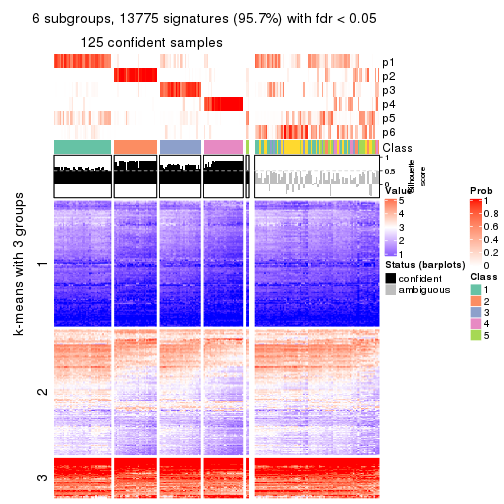 6 subgroups, 13775 signatures (95.7%) with fdr < 0.05
125 confident samples
p1
p2
p3
p4
p5
p6
Class
1
0.5
0
Silhouette
score
k-means with 3 groups
1
2
3
Value
5
4
3
2
1
Status (barplots)
confident
ambiguous
Prob
1
0.8
0.6
0.4
0.2
0
Class
1
2
3
4
5